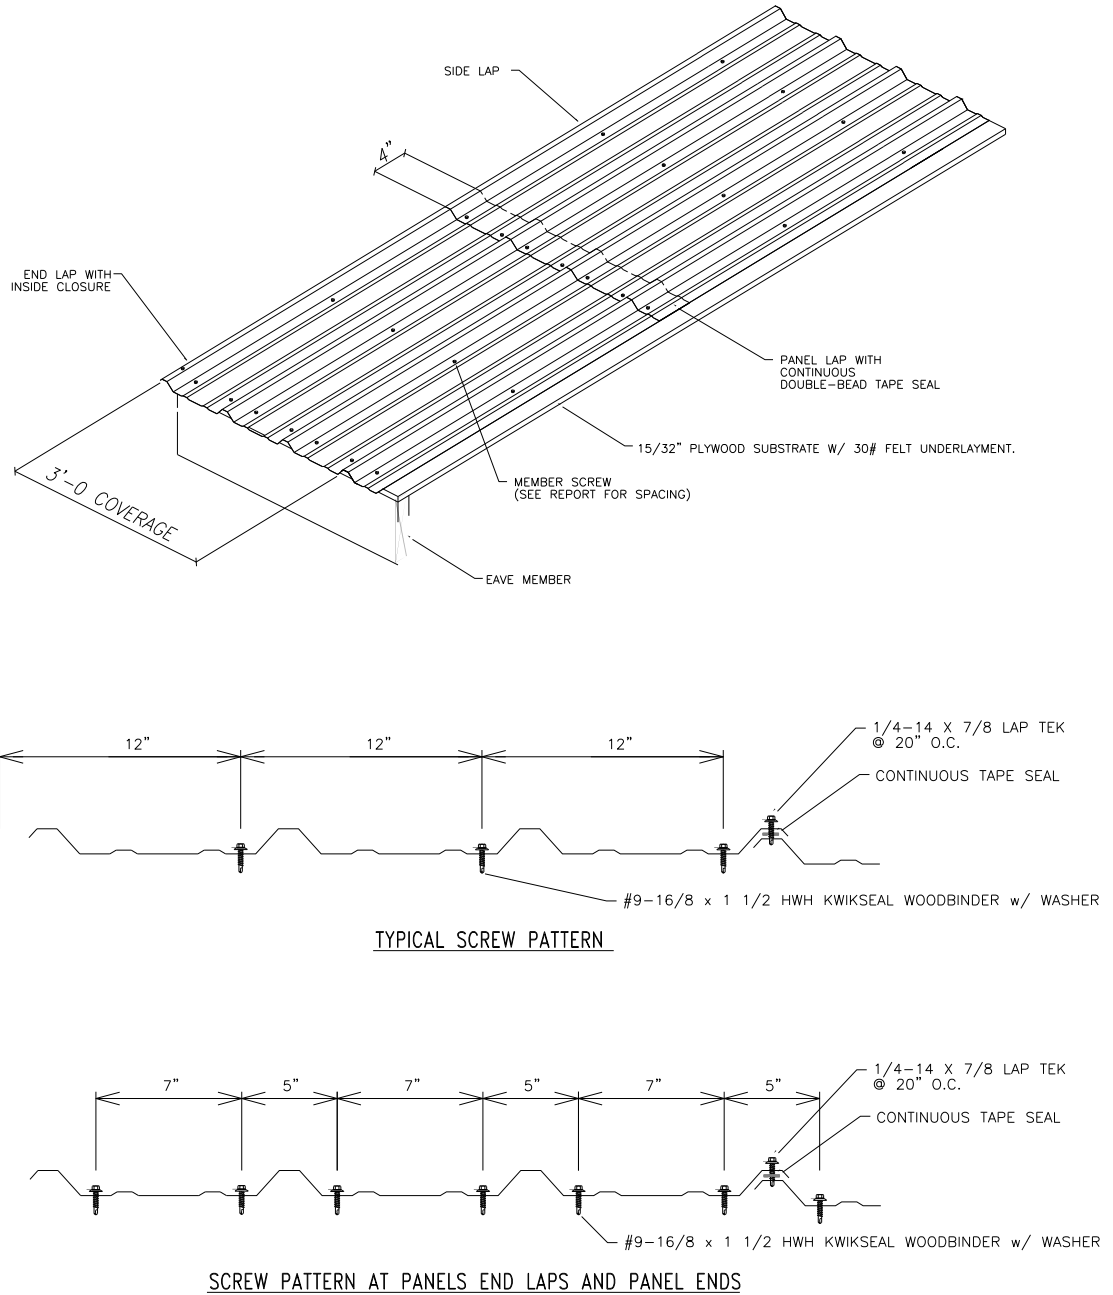 SIDE LAP
4"
END LAP WITH
INSIDE CLOSURE
PANEL LAP WITH
CONTINUOUS
DOUBLE-BEAD TAPE SEAL
15/32" PLYWOOD SUBSTRATE W/ 30# FELT UNDERLAYMENT.
MEMBER SCREW
(SEE REPORT FOR SPACING)
3'-0 COVERAGE
EAVE MEMBER
12" 12" 12"
1/4-14 X 7/8 LAP TEK
@ 20" O.C.
CONTINUOUS TAPE SEAL
#9-16/8 x 1 1/2 HWH KWIKSEAL WOODBINDER w/ WASHER
TYPICAL SCREW PATTERN
7" 5" 7" 5" 7" 5"
1/4-14 X 7/8 LAP TEK
@ 20" O.C.
CONTINUOUS TAPE SEAL
#9-16/8 x 1 1/2 HWH KWIKSEAL WOODBINDER w/ WASHER
SCREW PATTERN AT PANELS END LAPS AND PANEL ENDS